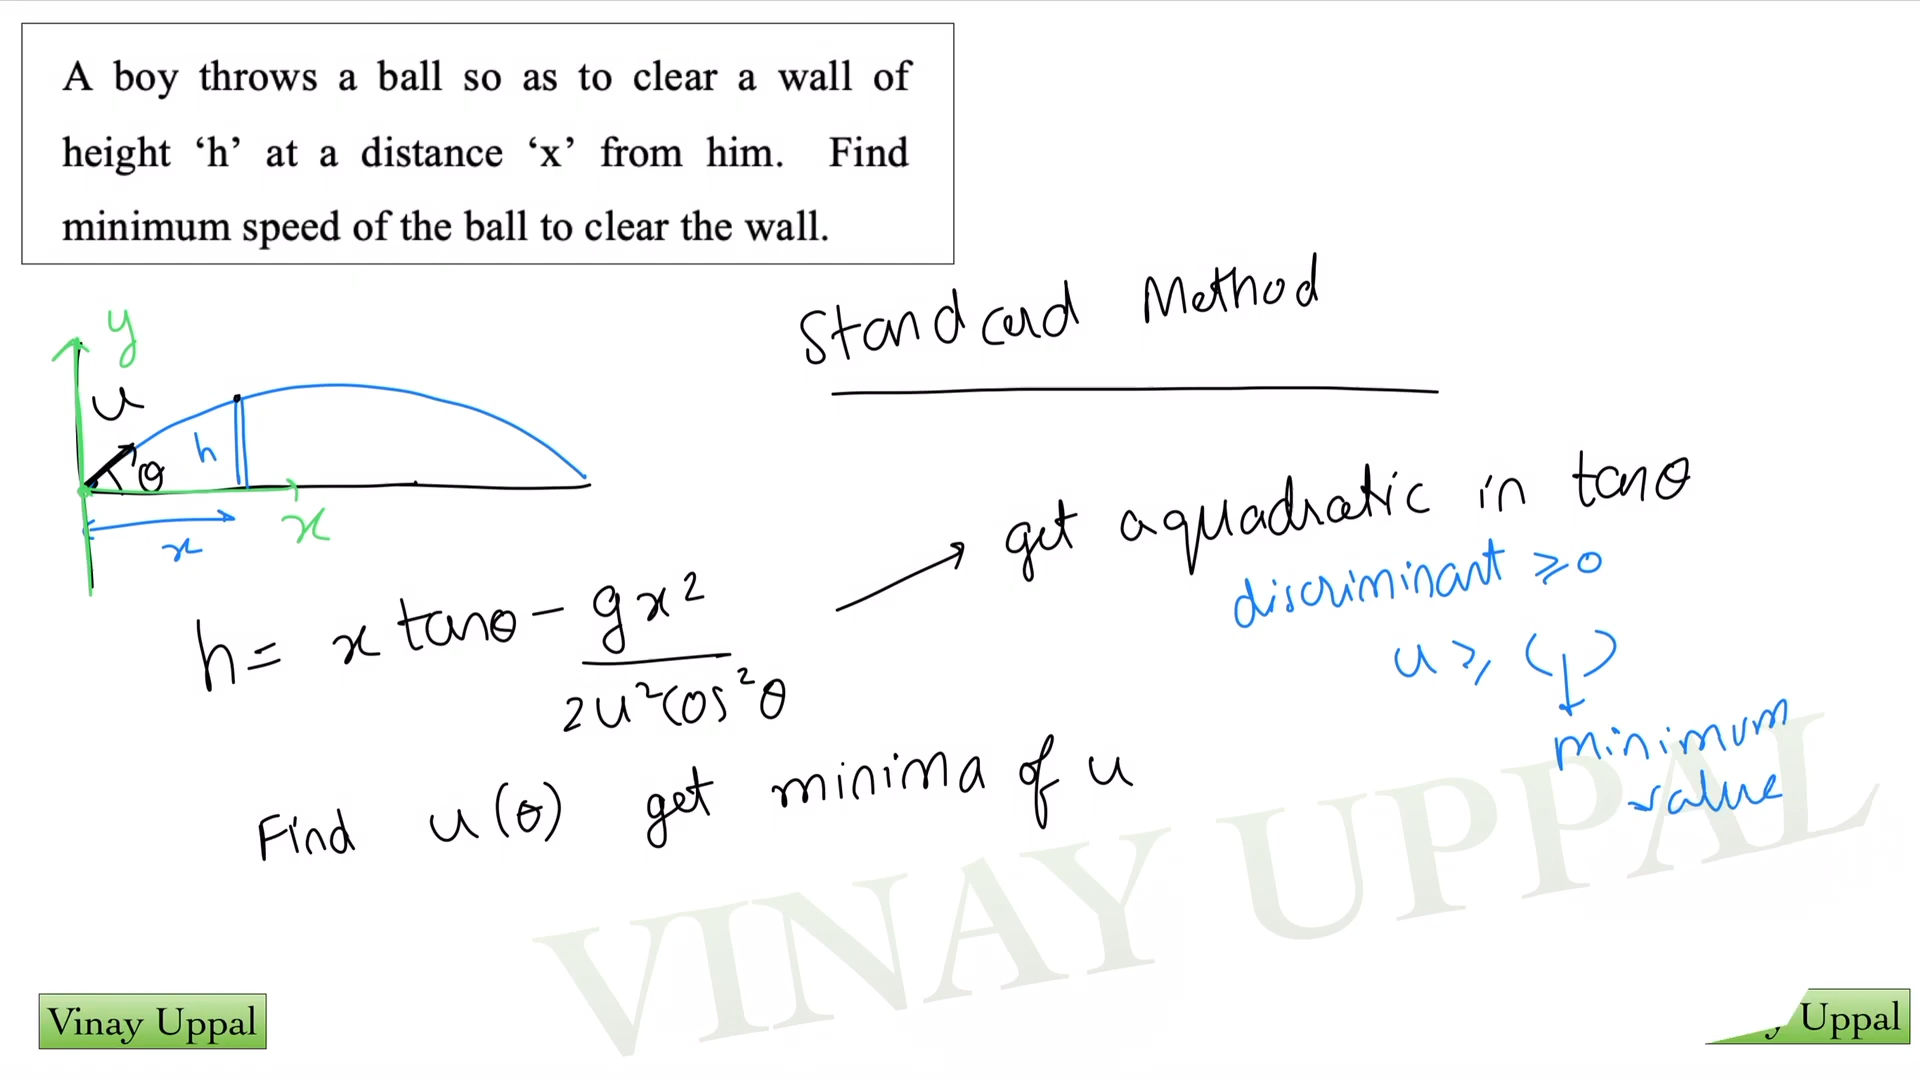 A boy throws a ball so as to clear a wall of
height ‘h’ at a distance ‘x’ from him. Find
minimum speed of the ball to clear the wall.
Standard Method
y
u
h
θ
x
x
get a quadratic in tanθ
discriminant ≥0
h= x tanθ - gx²
2u²cos²θ
u ≥ ( )
minimum
value
Find u(θ) get minima of u
VINAY UPPAL
Vinay Uppal
y Uppal